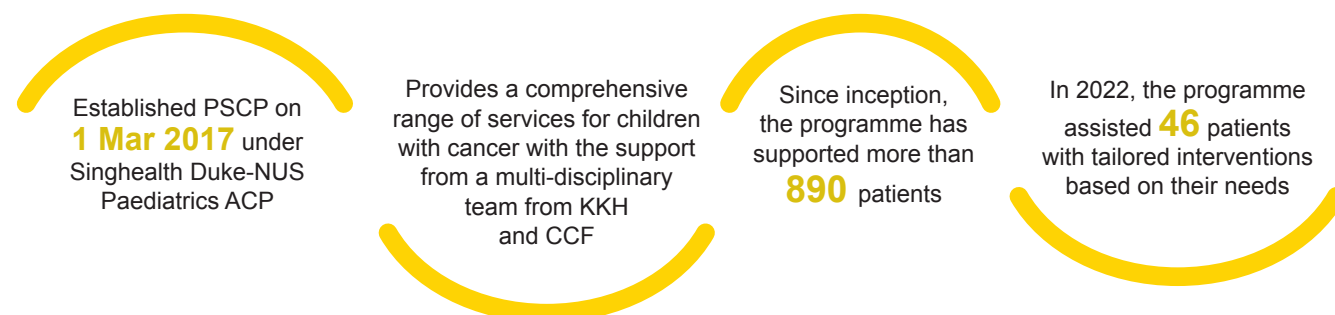 Established PSCP on
1 Mar 2017 under
Singhealth Duke-NUS
Paediatrics ACP
Provides a comprehensive
range of services for children
with cancer with the support
from a multi-disciplinary
team from KKH
and CCF
Since inception,
the programme has
supported more than
890 patients
In 2022, the programme
assisted 46 patients
with tailored interventions
based on their needs